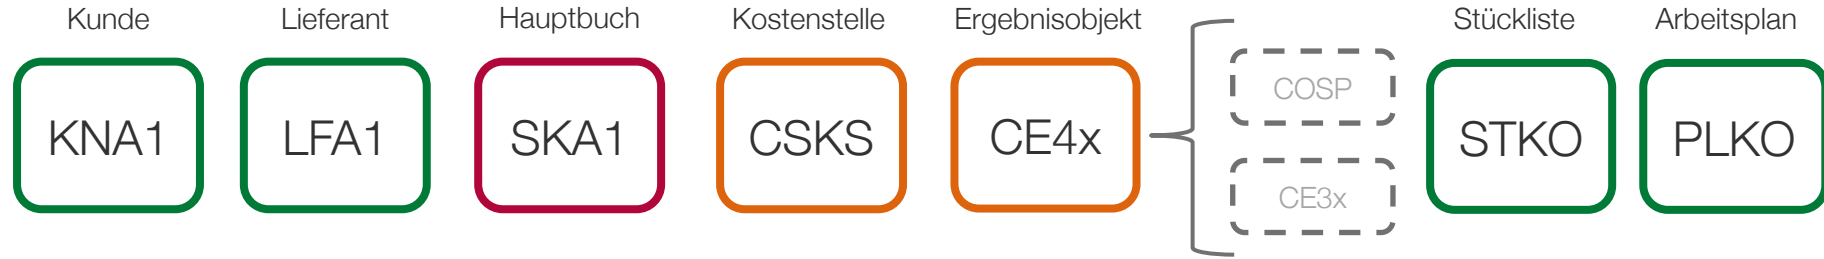 Kunde
Lieferant
Hauptbuch
Kostenstelle
Ergebnisobjekt
Stückliste
Arbeitsplan
KNA1
LFA1
SKA1
CSKS
CE4x
COSP
CE3x
STKO
PLKO